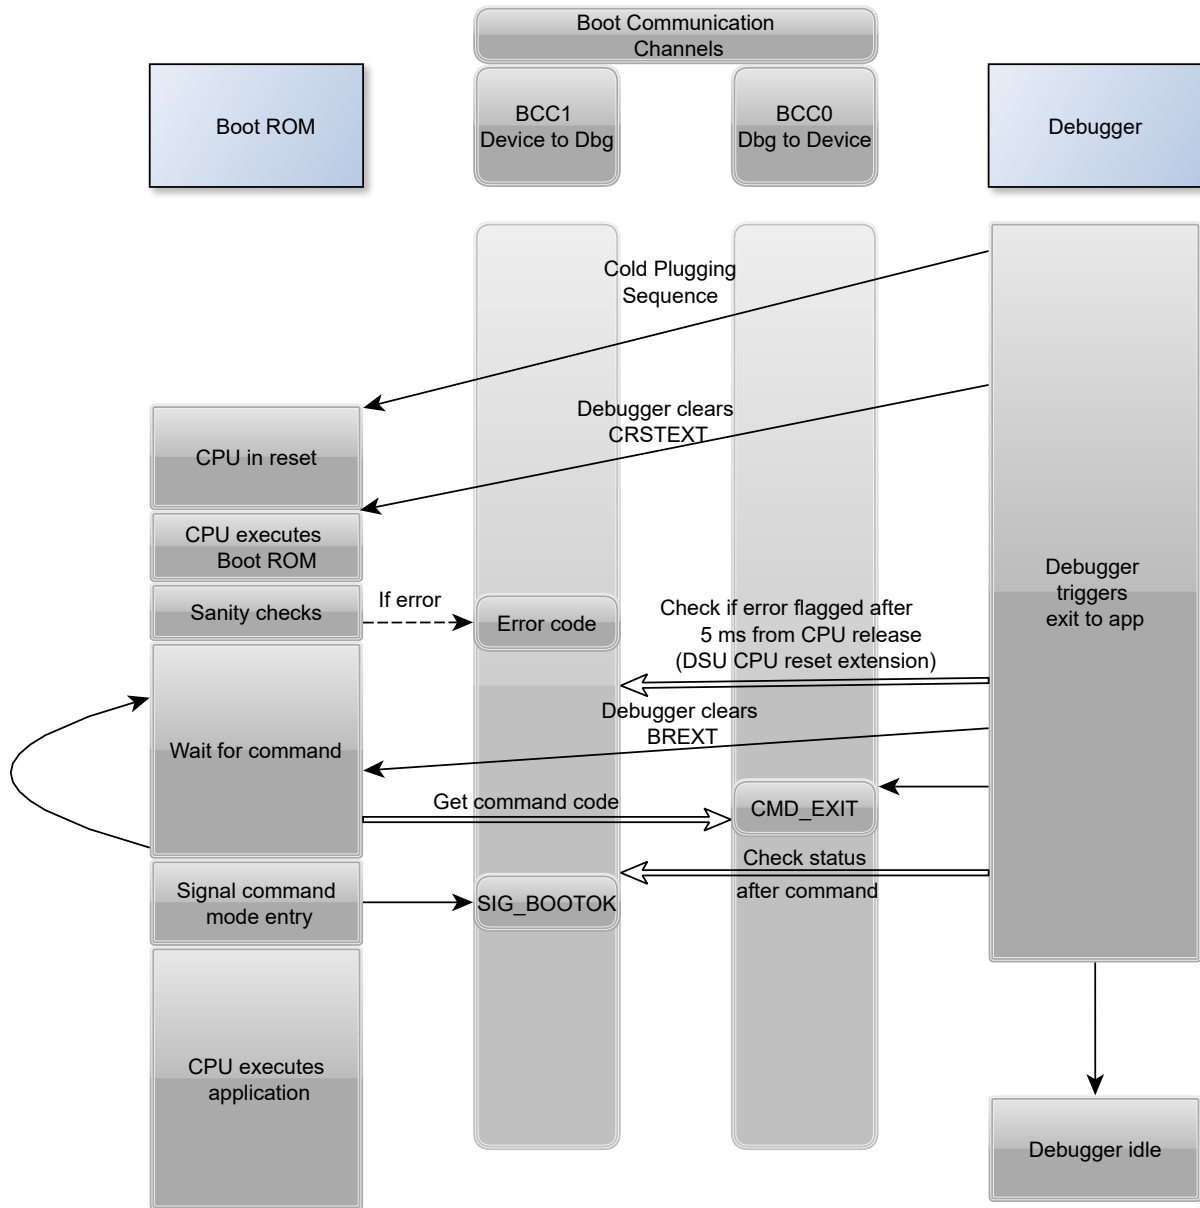 Boot Communication
Channels
Boot ROM
BCC1
Device to Dbg
BCC0
Dbg to Device
Debugger
Cold Plugging
Sequence
Debugger clears
CRSTEXT
CPU in reset
CPU executes
Boot ROM
Sanity checks
If error
Error code
Check if error flagged after
5 ms from CPU release
(DSU CPU reset extension)
Debugger
triggers
exit to app
Debugger clears
BREXT
Wait for command
Get command code
CMD_EXIT
Check status
after command
Signal command
mode entry
SIG_BOOTOK
CPU executes
application
Debugger idle